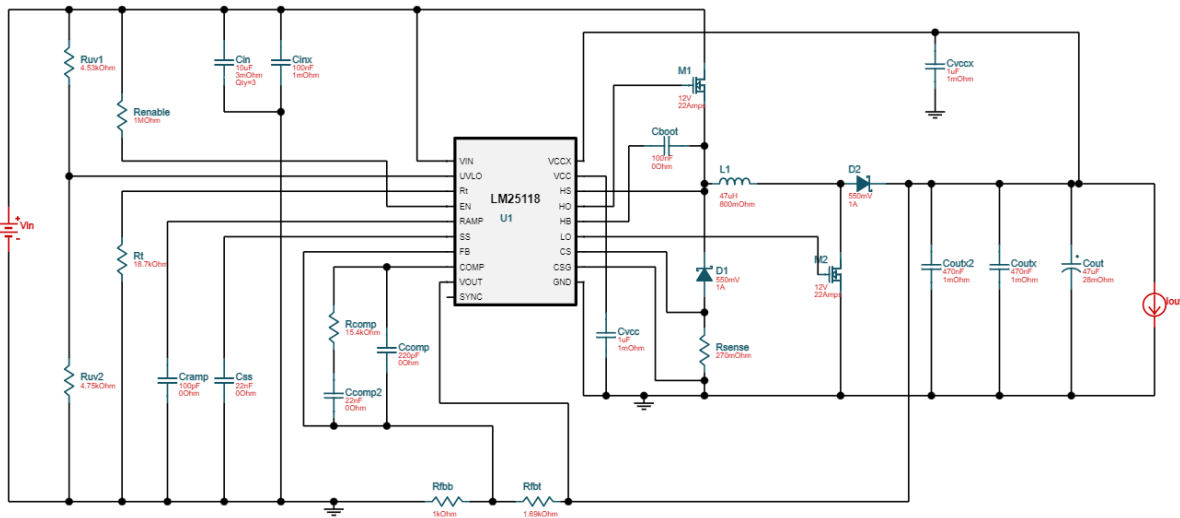 Vin
Ruv1
4.53kOhm
Renable
1MOhm
Cin
10uF
3mOhm
Qty=3
Cinx
100nF
1mOhm
Rt
18.7kOhm
Ruv2
4.75kOhm
Cramp
100pF
0Ohm
Css
22nF
0Ohm
Rcomp
15.4kOhm
Ccomp
220pF
0Ohm
Ccomp2
22nF
0Ohm
LM25118
U1
VIN
UVLO
Rt
EN
RAMP
SS
FB
COMP
VOUT
SYNC
VCCX
VCC
HS
HO
HB
LO
CS
CSG
GND
M1
12V
22Amps
Cboot
100nF
0Ohm
L1
47uH
800mOhm
D2
550mV
1A
M2
12V
22Amps
D1
550mV
1A
Rsense
270mOhm
Cvcc
1uF
1mOhm
Cvccx
1uF
1mOhm
Coutx2
470nF
1mOhm
Coutx
470nF
1mOhm
Cout
47uF
28mOhm
Iou
Rfbb
1kOhm
Rfbt
1.69kOhm